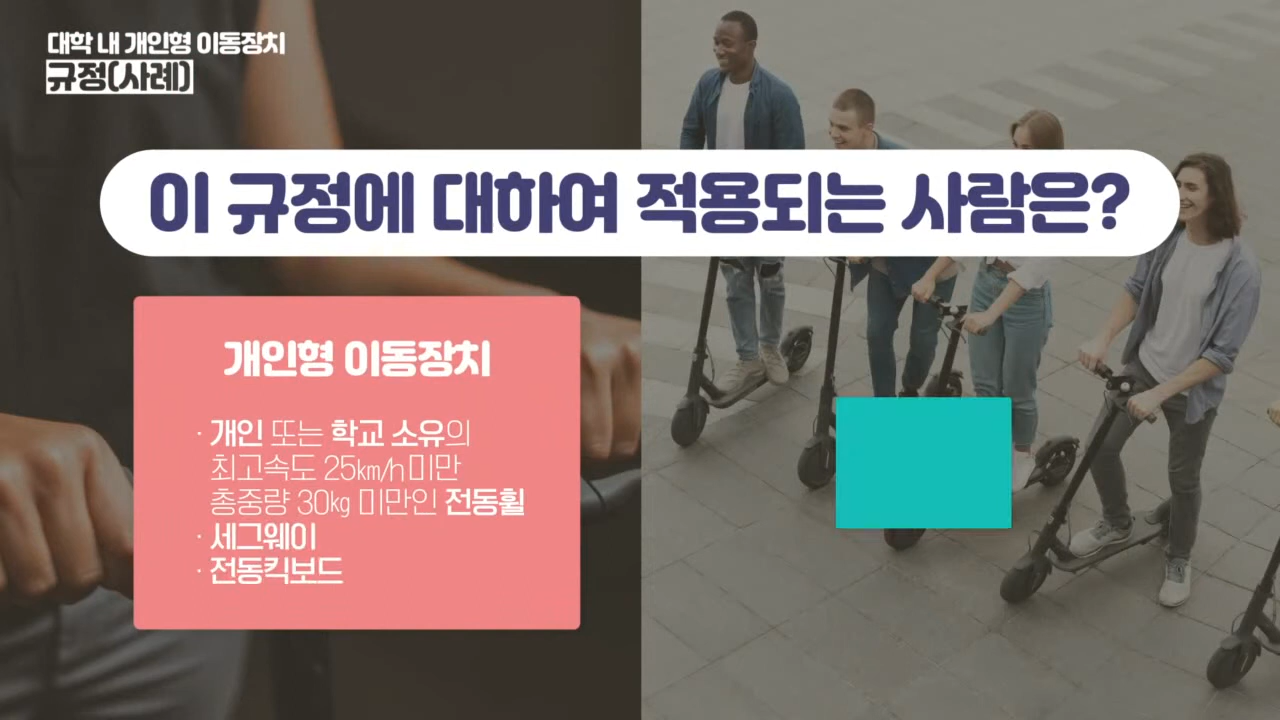 대학 내 개인형 이동장치
규정(사례)
이 규정에 대하여 적용되는 사람은?
개인형 이동장치
· 개인 또는 학교 소유의
최고속도 25㎞/h 미만
총중량 30㎏ 미만인 전동휠
· 세그웨이
· 전동킥보드